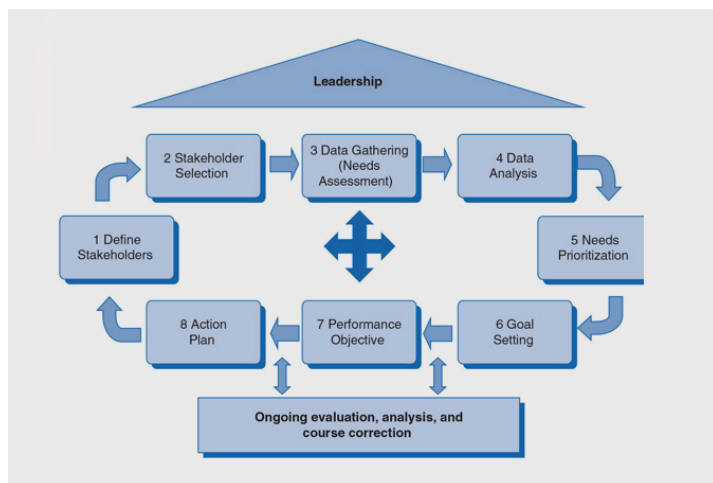 Leadership
2 Stakeholder
Selection
3 Data Gathering
(Needs
Assessment)
4 Data
Analysis
1 Define
Stakeholders
5 Needs
Prioritization
8 Action
Plan
7 Performance
Objective
6 Goal
Setting
Ongoing evaluation, analysis, and
course correction